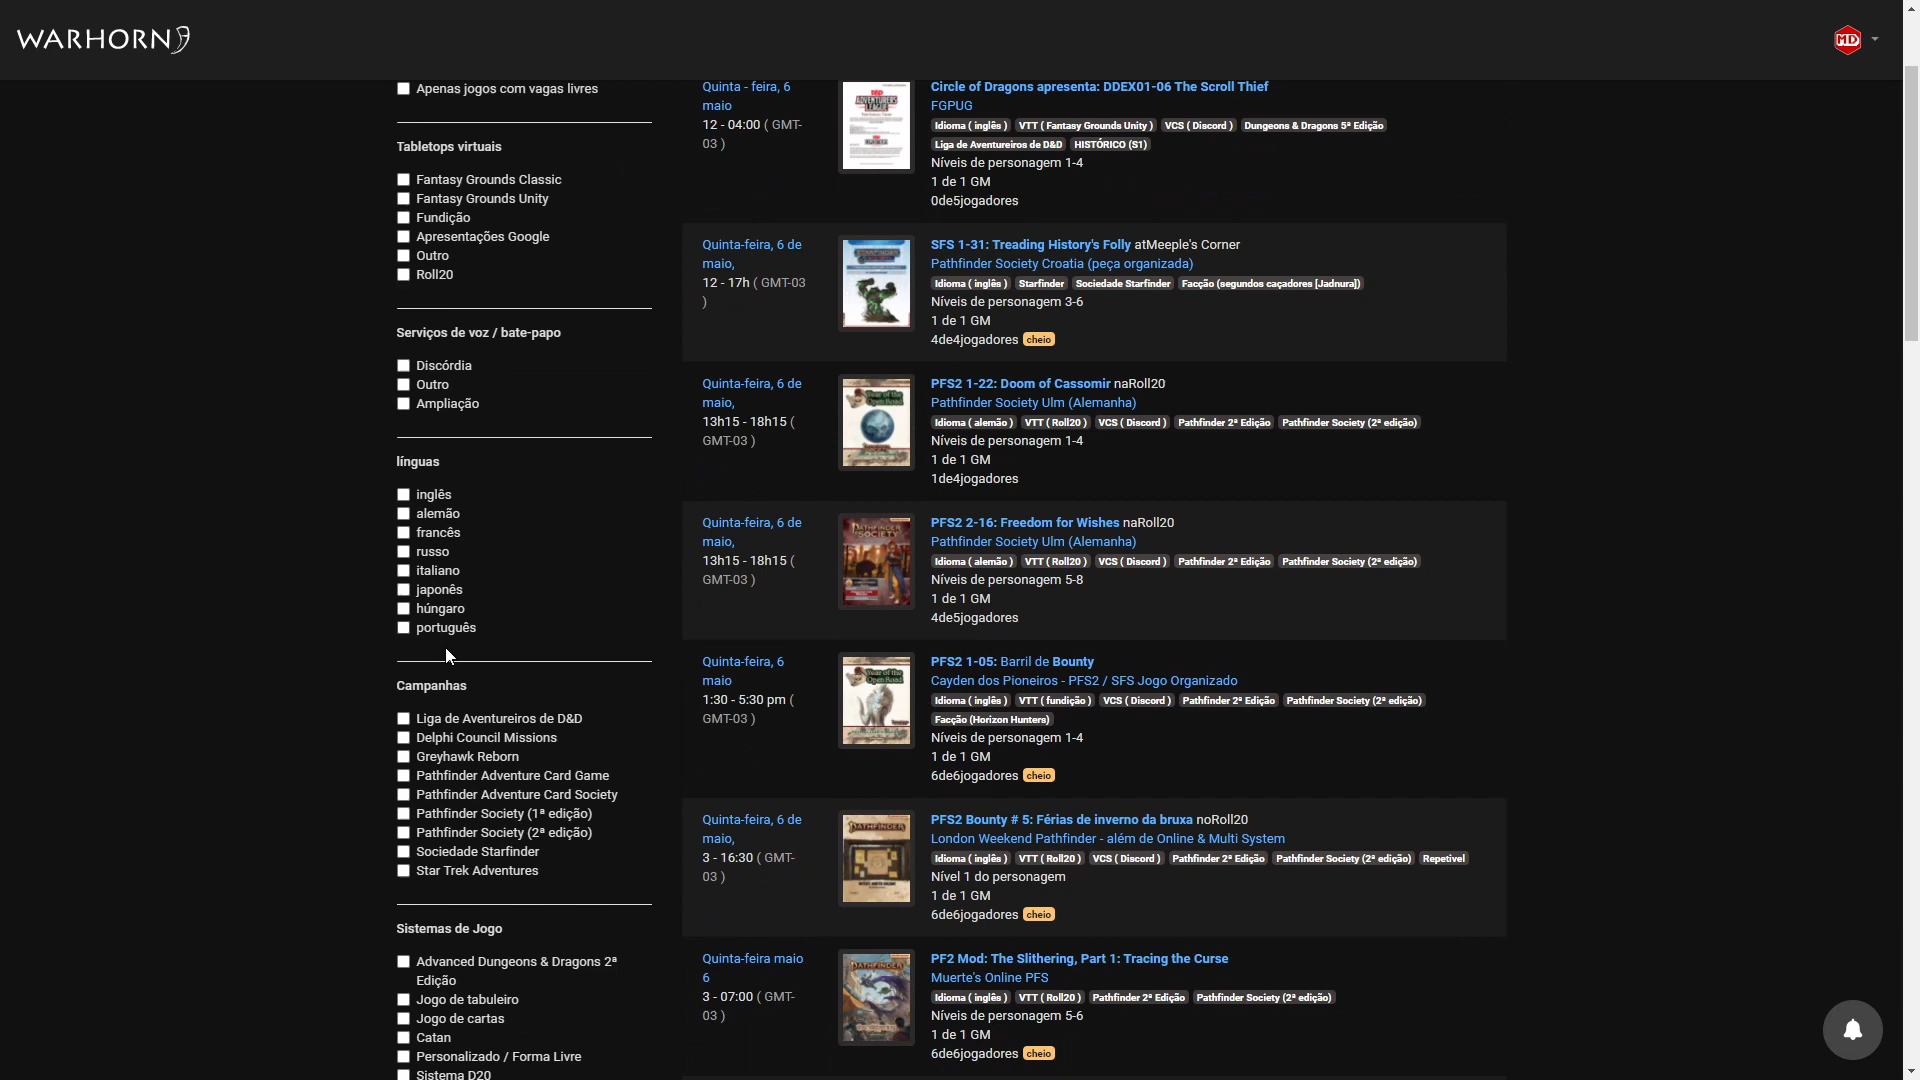 WARHORN
MD
Apenas jogos com vagas livres
Tabletops virtuais
Fantasy Grounds Classic
Fantasy Grounds Unity
Fundição
Apresentações Google
Outro
Roll20
Serviços de voz / bate-papo
Discórdia
Outro
Ampliação
línguas
inglês
alemão
francês
russo
italiano
japonês
húngaro
português
Campanhas
Liga de Aventureiros de D&D
Delphi Council Missions
Greyhawk Reborn
Pathfinder Adventure Card Game
Pathfinder Adventure Card Society
Pathfinder Society (1ª edição)
Pathfinder Society (2ª edição)
Sociedade Starfinder
Star Trek Adventures
Sistemas de Jogo
Advanced Dungeons & Dragons 2ª
Edição
Jogo de tabuleiro
Jogo de cartas
Catan
Personalizado / Forma Livre
Sistema D20
Quinta - feira, 6
maio
12 - 04:00 ( GMT-
03 )
Circle of Dragons apresenta: DDEX01-06 The Scroll Thief
FGPUG
Idioma ( inglês ) VTT ( Fantasy Grounds Unity ) VCS ( Discord ) Dungeons & Dragons 5ª Edição
Liga de Aventureiros de D&D HISTÓRICO (S1)
Níveis de personagem 1-4
1 de 1 GM
0de5jogadores
Quinta-feira, 6 de
maio,
12 - 17h ( GMT-03
)
SFS 1-31: Treading History's Folly atMeeple's Corner
Pathfinder Society Croatia (peça organizada)
Idioma ( inglês ) Starfinder Sociedade Starfinder Facção (segundos caçadores [Jadnura])
Níveis de personagem 3-6
1 de 1 GM
4de4jogadores cheio
Quinta-feira, 6 de
maio,
13h15 - 18h15 (
GMT-03 )
PFS2 1-22: Doom of Cassomir naRoll20
Pathfinder Society Ulm (Alemanha)
Idioma ( alemão ) VTT ( Roll20 ) VCS ( Discord ) Pathfinder 2ª Edição Pathfinder Society (2ª edição)
Níveis de personagem 1-4
1 de 1 GM
1de4jogadores
Quinta-feira, 6 de
maio,
13h15 - 18h15 (
GMT-03 )
PFS2 2-16: Freedom for Wishes naRoll20
Pathfinder Society Ulm (Alemanha)
Idioma ( alemão ) VTT ( Roll20 ) VCS ( Discord ) Pathfinder 2ª Edição Pathfinder Society (2ª edição)
Níveis de personagem 5-8
1 de 1 GM
4de5jogadores
Quinta-feira, 6
maio
1:30 - 5:30 pm (
GMT-03 )
PFS2 1-05: Barril de Bounty
Cayden dos Pioneiros - PFS2 / SFS Jogo Organizado
Idioma ( inglês ) VTT ( fundição ) VCS ( Discord ) Pathfinder 2ª Edição Pathfinder Society (2ª edição)
Facção (Horizon Hunters)
Níveis de personagem 1-4
1 de 1 GM
6de6jogadores cheio
Quinta-feira, 6 de
maio,
3 - 16:30 ( GMT-
03 )
PFS2 Bounty # 5: Férias de inverno da bruxa noRoll20
London Weekend Pathfinder - além de Online & Multi System
Idioma ( inglês ) VTT ( Roll20 ) VCS ( Discord ) Pathfinder 2ª Edição Pathfinder Society (2ª edição) Repetivel
Nível 1 do personagem
1 de 1 GM
6de6jogadores cheio
Quinta-feira maio
6
3 - 07:00 ( GMT-
03 )
PF2 Mod: The Slithering, Part 1: Tracing the Curse
Muerte's Online PFS
Idioma ( inglês ) VTT ( Roll20 ) Pathfinder 2ª Edição Pathfinder Society (2ª edição)
Níveis de personagem 5-6
1 de 1 GM
6de6jogadores cheio